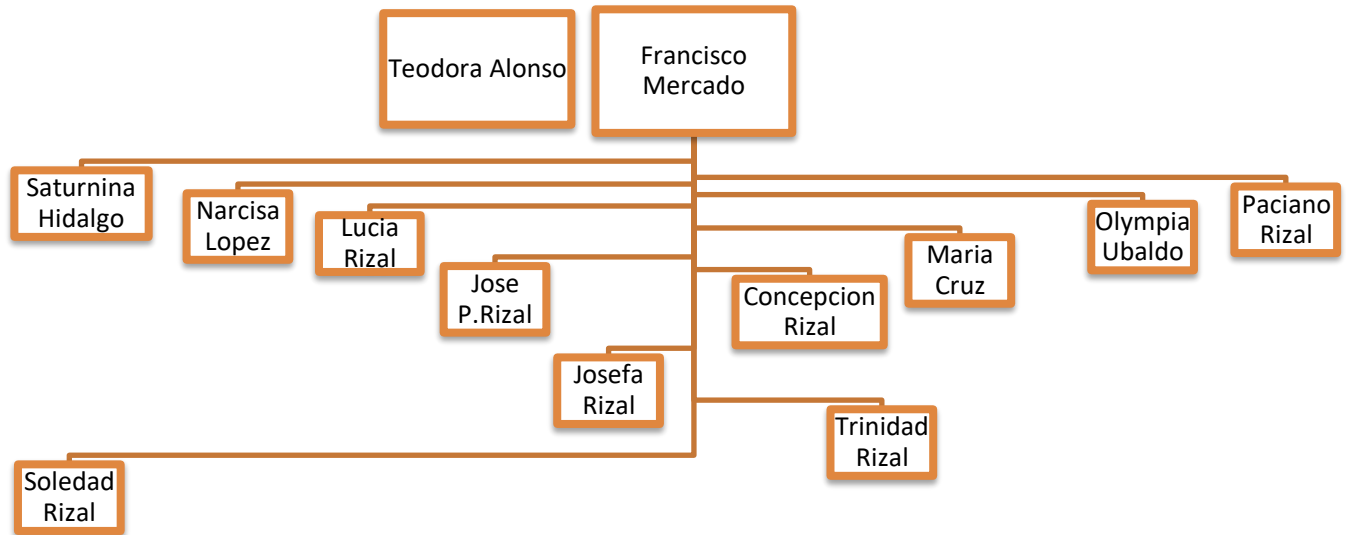 Teodora Alonso
Francisco
Mercado
Saturnina
Hidalgo
Narcisa
Lopez
Lucia
Rizal
Jose
P.Rizal
Josefa
Rizal
Soledad
Rizal
Paciano
Rizal
Olympia
Ubaldo
Maria
Cruz
Concepcion
Rizal
Trinidad
Rizal